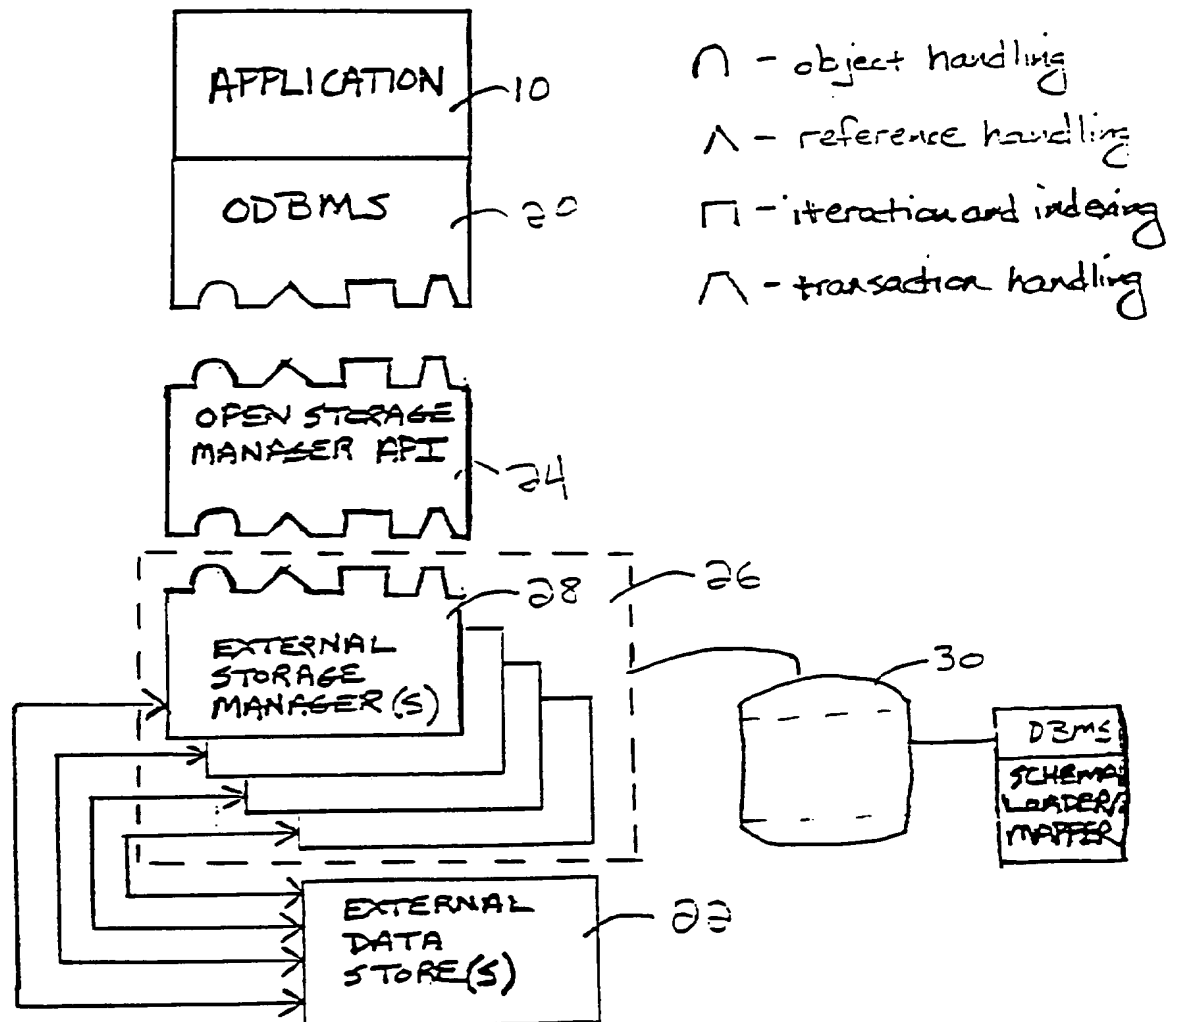 APPLICATION
10
ODBMS
20
∩ - object handling
∧ - reference handling
⊓ - iteration and indexing
/‾\ - transaction handling
OPEN STORAGE
MANAGER API
24
26
28
EXTERNAL
STORAGE
MANAGER(S)
30
DBMS
SCHEMA
LOADER/
MAPPER
EXTERNAL
DATA
STORE(S)
22